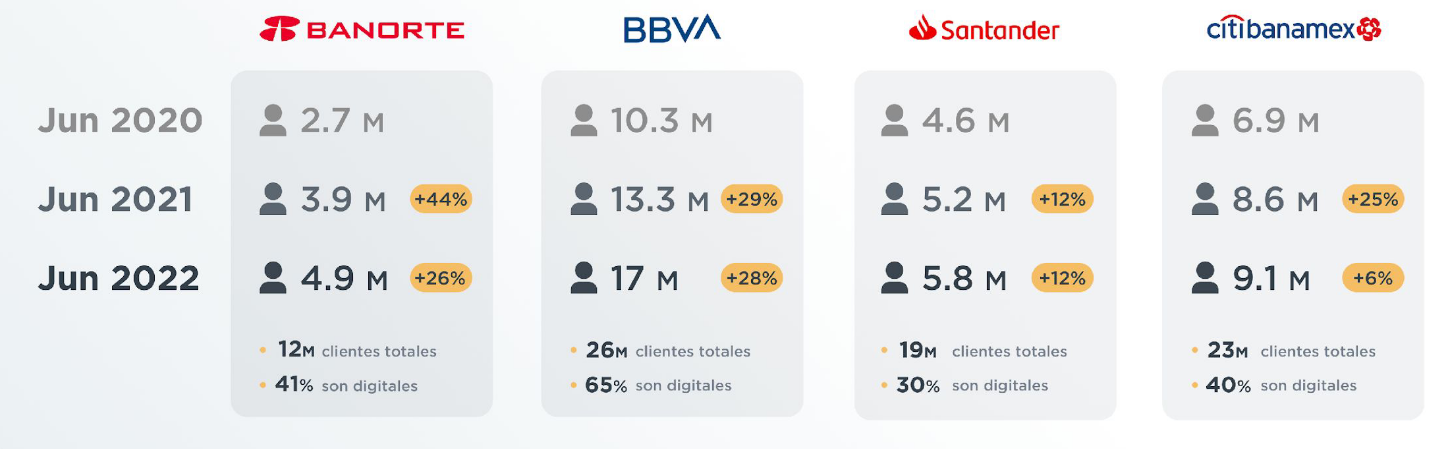 BANORTE BBVA Santander citibanamex
Jun 2020 2.7 M 10.3 M 4.6 M 6.9 M
Jun 2021 3.9 M +44% 13.3 M +29% 5.2 M +12% 8.6 M +25%
Jun 2022 4.9 M +26% 17 M +28% 5.8 M +12% 9.1 M +6%
• 12M clientes totales • 26M clientes totales • 19M clientes totales • 23M clientes totales
• 41% son digitales • 65% son digitales • 30% son digitales • 40% son digitales